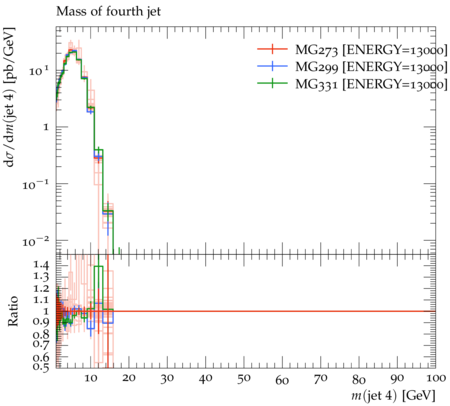 Mass of fourth jet
dσ/dm(jet 4) [pb/GeV]
MG273 [ENERGY=13000]
MG299 [ENERGY=13000]
MG331 [ENERGY=13000]
10¹
1
10⁻¹
10⁻²
Ratio
1.4
1.3
1.2
1.1
1
0.9
0.8
0.7
0.6
0.5
0 10 20 30 40 50 60 70 80 90 100
m(jet 4) [GeV]